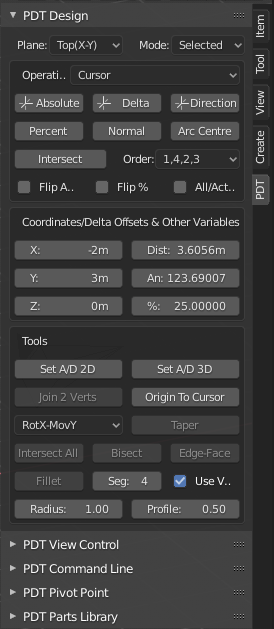 PDT Design
Plane: Top(X-Y) Mode: Selected
Operati.. Cursor
Absolute Delta Direction
Percent Normal Arc Centre
Intersect Order: 1,4,2,3
Flip A.. Flip % All/Act..
Coordinates/Delta Offsets & Other Variables
X: -2m Dist: 3.6056m
Y: 3m An: 123.69007
Z: 0m %: 25.00000
Tools
Set A/D 2D Set A/D 3D
Join 2 Verts Origin To Cursor
RotX-MovY Taper
Intersect All Bisect Edge-Face
Fillet Seg: 4 Use V..
Radius: 1.00 Profile: 0.50
PDT View Control
PDT Command Line
PDT Pivot Point
PDT Parts Library
Item
Tool
View
Create
PDT